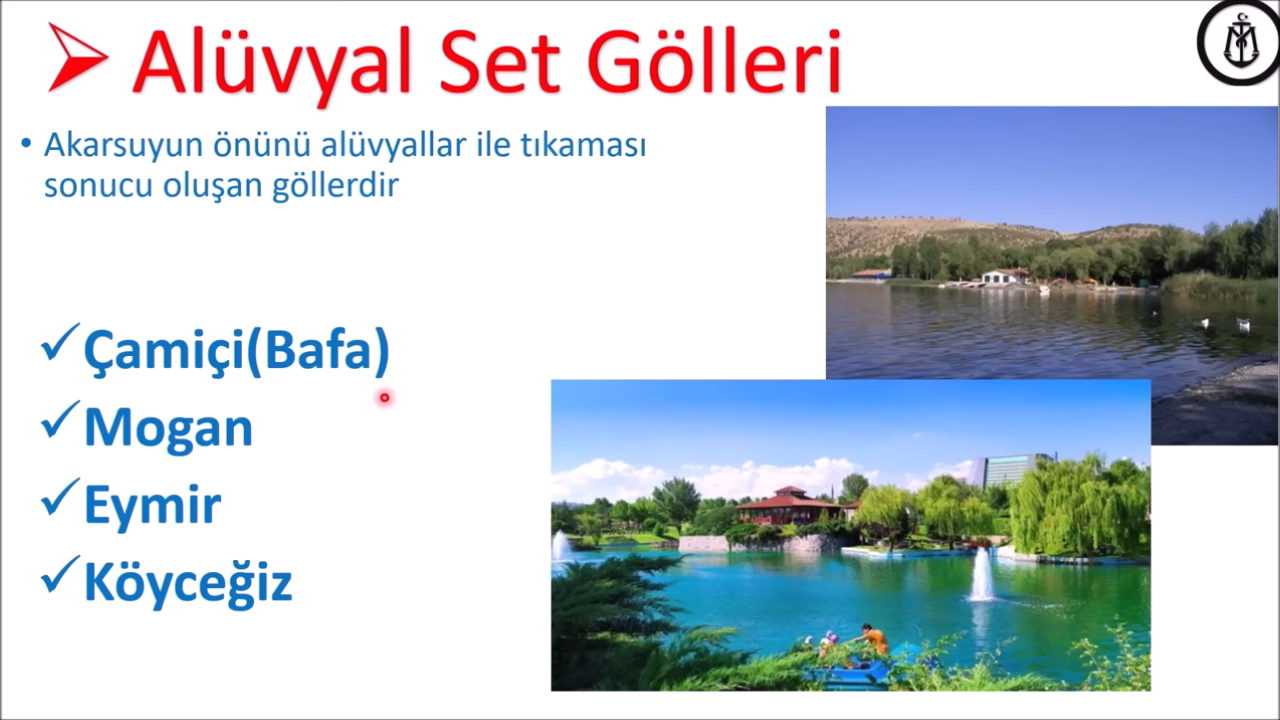 Alüvyal Set Gölleri
Akarsuyun önünü alüvyallar ile tıkaması
sonucu oluşan göllerdir
Çamiçi(Bafa)
Mogan
Eymir
Köyceğiz